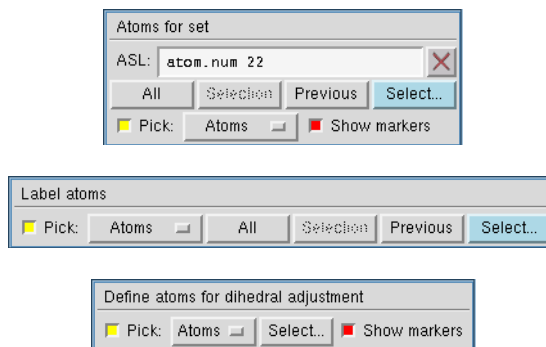 Atoms for set
ASL: atom.num 22
All Selection Previous Select...
Pick: Atoms Show markers
Label atoms
Pick: Atoms All Selection Previous Select...
Define atoms for dihedral adjustment
Pick: Atoms Select... Show markers